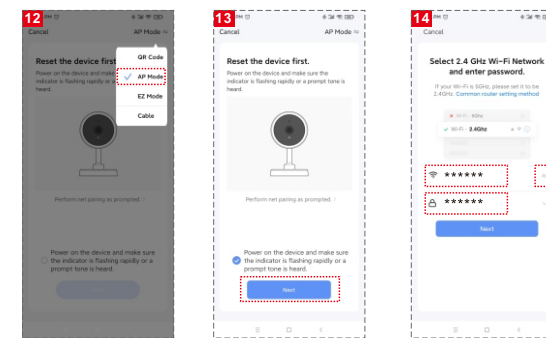 12
PM
Cancel
AP Mode
QR Code
AP Mode
EZ Mode
Cable
Reset the device first
Power on the device and make
indicator is flashing rapidly or
heard.
Perform net pairing as prompted.
Power on the device and make sure
the indicator is flashing rapidly or a
prompt tone is heard.
13
PM
Cancel
AP Mode
Reset the device first.
Power on the device and make sure the
indicator is flashing rapidly or a prompt tone is
heard.
Perform net pairing as prompted.
Power on the device and make sure
the indicator is flashing rapidly or a
prompt tone is heard.
Next
14
PM
Cancel
Select 2.4 GHz Wi-Fi Network
and enter password.
If your Wi-Fi is 5GHz, please set it to be
2.4GHz. Common router setting method
Wi-Fi - 5Ghz
Wi-Fi - 2.4Ghz
******
******
Next